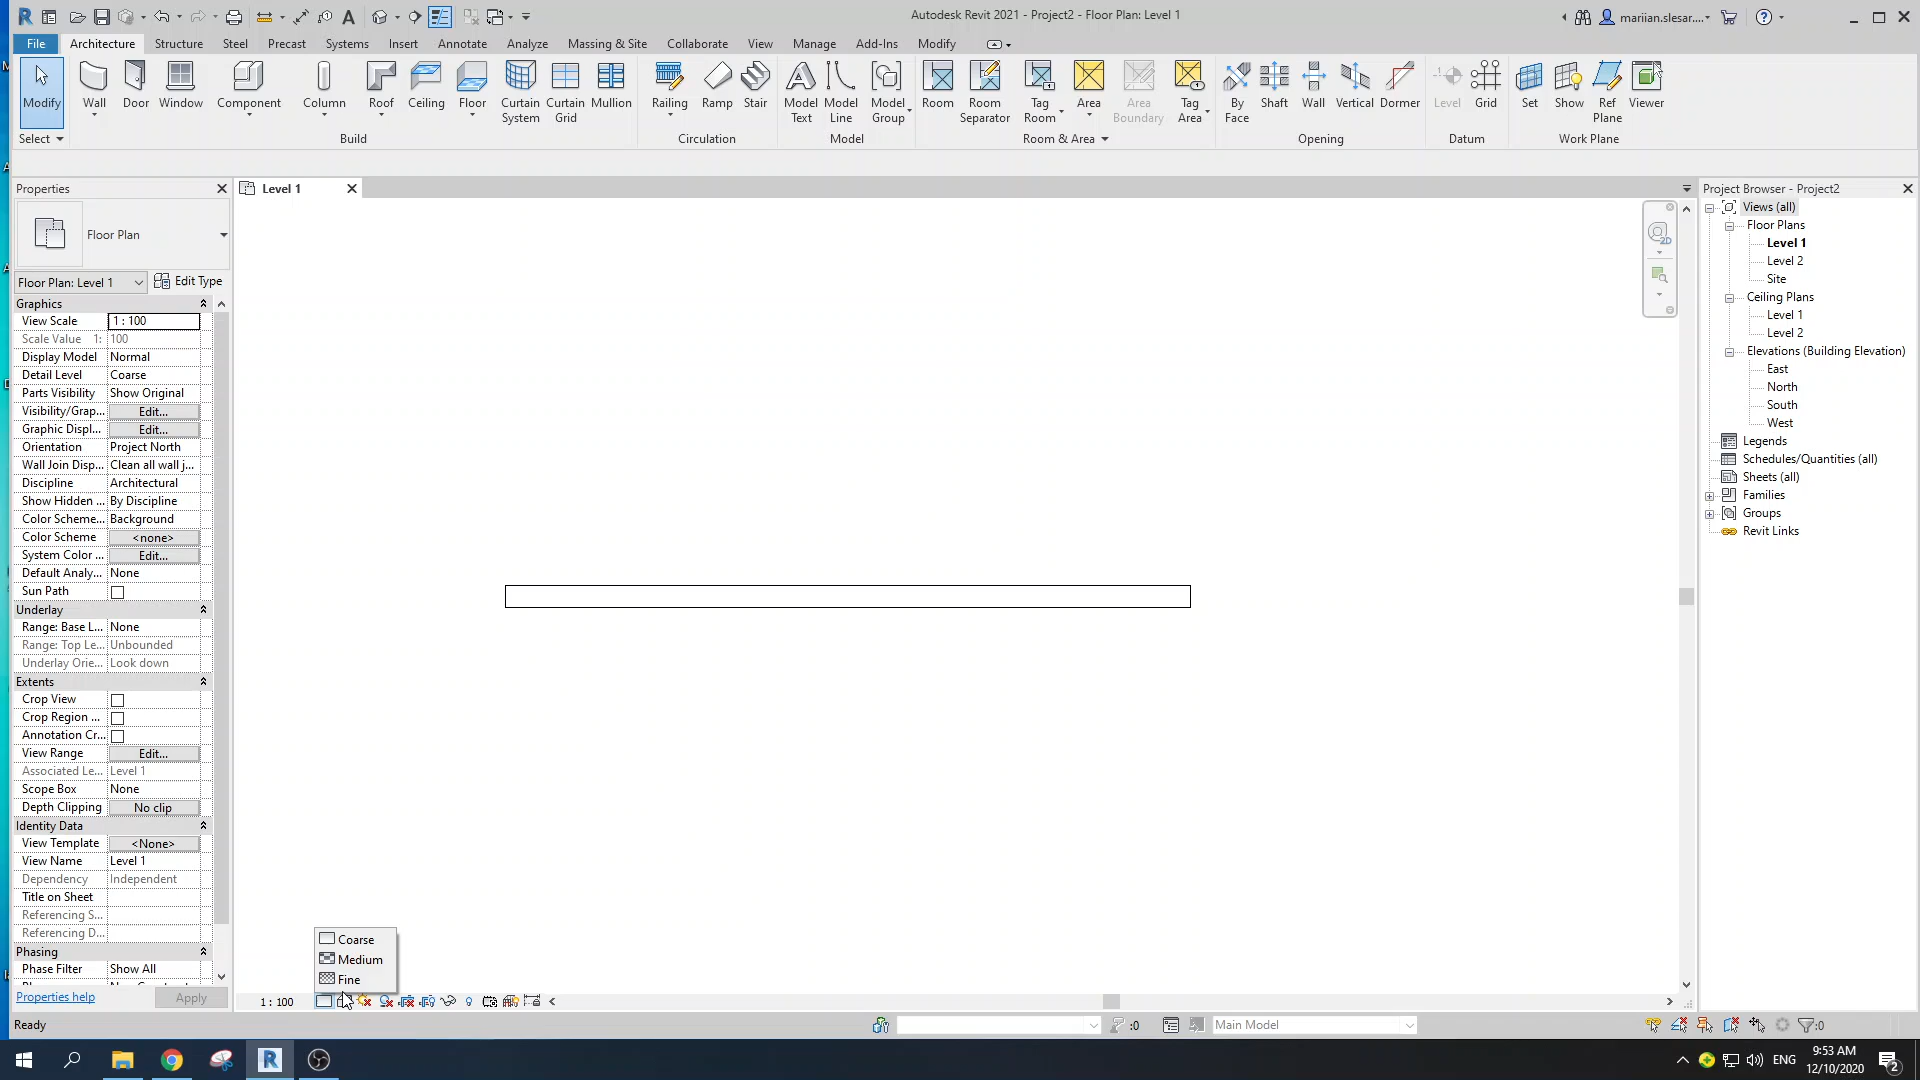 Autodesk Revit 2021 - Project2 - Floor Plan: Level 1
mariian.slesar....
File Architecture Structure Steel Precast Systems Insert Annotate Analyze Massing & Site Collaborate View Manage Add-Ins Modify
Modify Wall Door Window Component Column Roof Ceiling Floor Curtain System Curtain Grid Mullion Railing Ramp Stair Model Text Model Line Model Group Room Room Separator Tag Room Area Area Boundary Tag Area By Face Shaft Wall Vertical Dormer Level Grid Set Show Ref Plane Viewer
Select Build Circulation Model Room & Area Opening Datum Work Plane
Properties
Floor Plan
Floor Plan: Level 1 Edit Type
Graphics
View Scale 1 : 100
Scale Value 1: 100
Display Model Normal
Detail Level Coarse
Parts Visibility Show Original
Visibility/Grap... Edit...
Graphic Displ... Edit...
Orientation Project North
Wall Join Disp... Clean all wall j...
Discipline Architectural
Show Hidden ... By Discipline
Color Scheme... Background
Color Scheme <none>
System Color ... Edit...
Default Analy... None
Sun Path
Underlay
Range: Base L... None
Range: Top Le... Unbounded
Underlay Orie... Look down
Extents
Crop View
Crop Region ...
Annotation Cr...
View Range Edit...
Associated Le... Level 1
Scope Box None
Depth Clipping No clip
Identity Data
View Template <None>
View Name Level 1
Dependency Independent
Title on Sheet
Referencing S...
Referencing D...
Phasing
Phase Filter Show All
Properties help Apply
Level 1
Coarse
Medium
Fine
1 : 100
Project Browser - Project2
Views (all)
Floor Plans
Level 1
Level 2
Site
Ceiling Plans
Level 1
Level 2
Elevations (Building Elevation)
East
North
South
West
Legends
Schedules/Quantities (all)
Sheets (all)
Families
Groups
Revit Links
Ready :0 Main Model :0
ENG 9:53 AM
12/10/2020
2